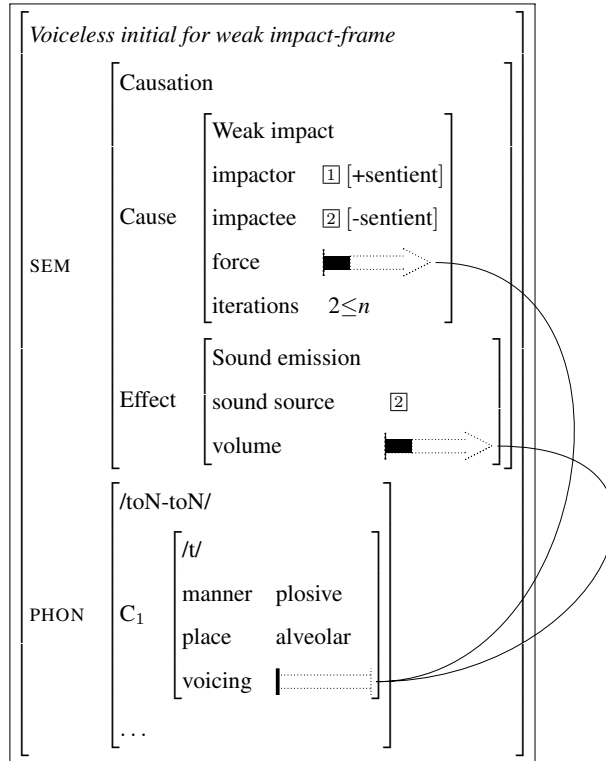 Voiceless initial for weak impact-frame
Causation
Weak impact
impactor 1 [+sentient]
Cause impactee 2 [-sentient]
SEM
force
iterations 2≤n
Sound emission
Effect sound source 2
volume
/toN-toN/
/t/
manner plosive
PHON C₁ place alveolar
voicing
...